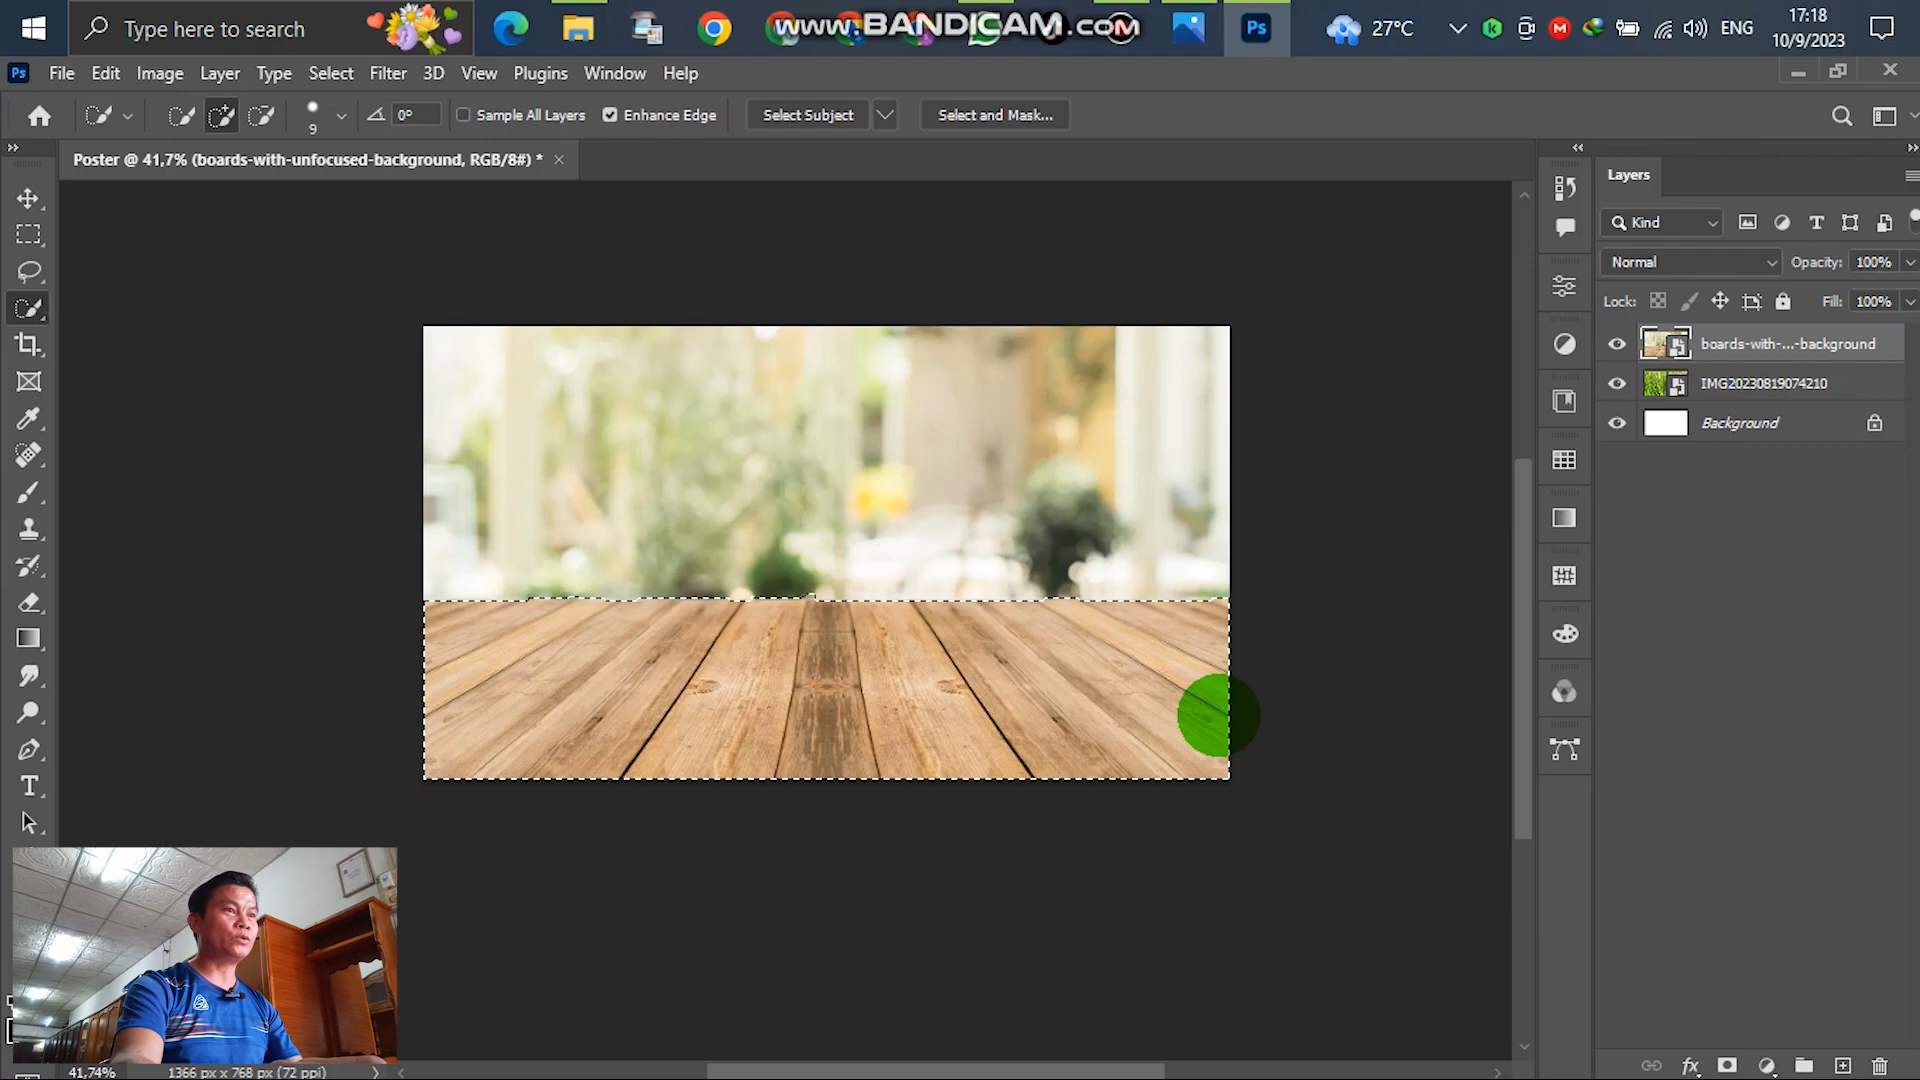 Type here to search
www.BANDICAM.com
27°C
ENG
17:18
10/9/2023
Ps
Ps
File Edit Image Layer Type Select Filter 3D View Plugins Window Help
9
0°
Sample All Layers
Enhance Edge
Select Subject
Select and Mask...
Poster @ 41,7% (boards-with-unfocused-background, RGB/8#) *
Layers
Kind
Normal
Opacity: 100%
Lock:
Fill: 100%
boards-with-...-background
IMG20230819074210
Background
41,74%
1366 px x 768 px (72 ppi)
fx